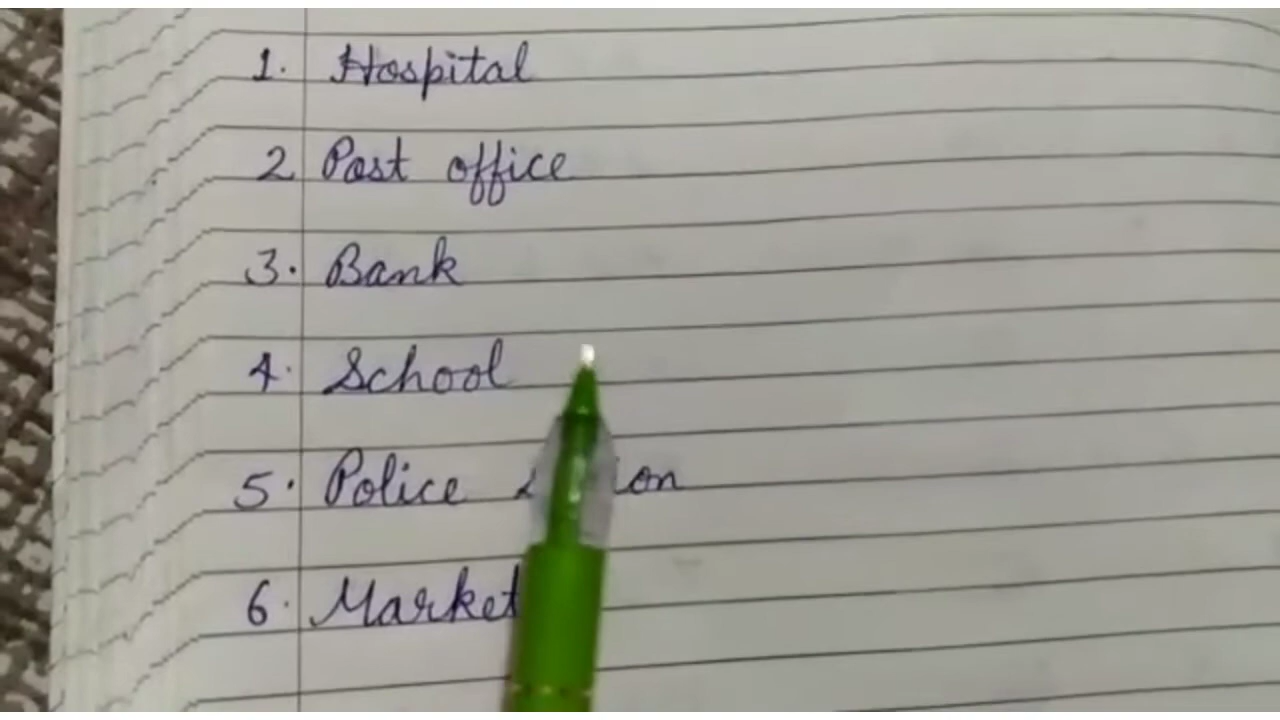 1. Hospital
2 Post office
3. Bank
4. School
5. Police
6. Market